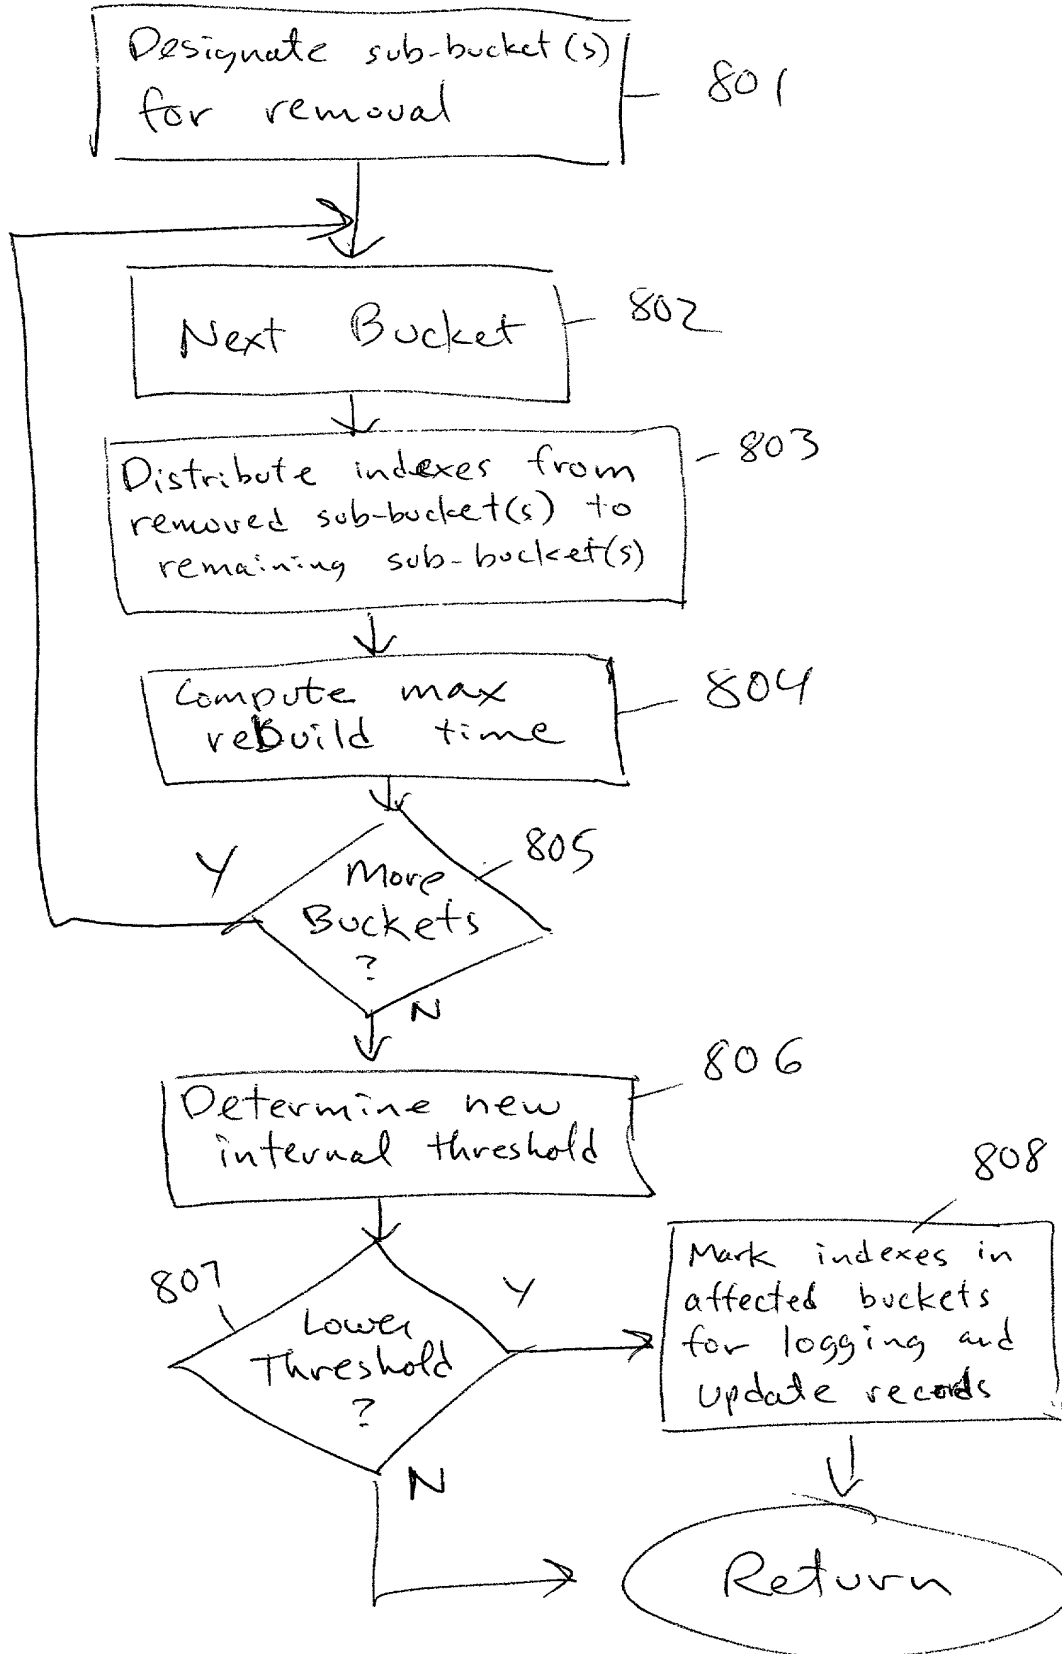 Designate sub-bucket(s)
for removal
801
Next Bucket
802
Distribute indexes from
removed sub-bucket(s) to
remaining sub-bucket(s)
803
Compute max
rebuild time
804
More
Buckets
?
805
Y
N
Determine new
internal threshold
806
Lower
Threshold
?
807
Y
N
Mark indexes in
affected buckets
for logging and
update records
808
Return